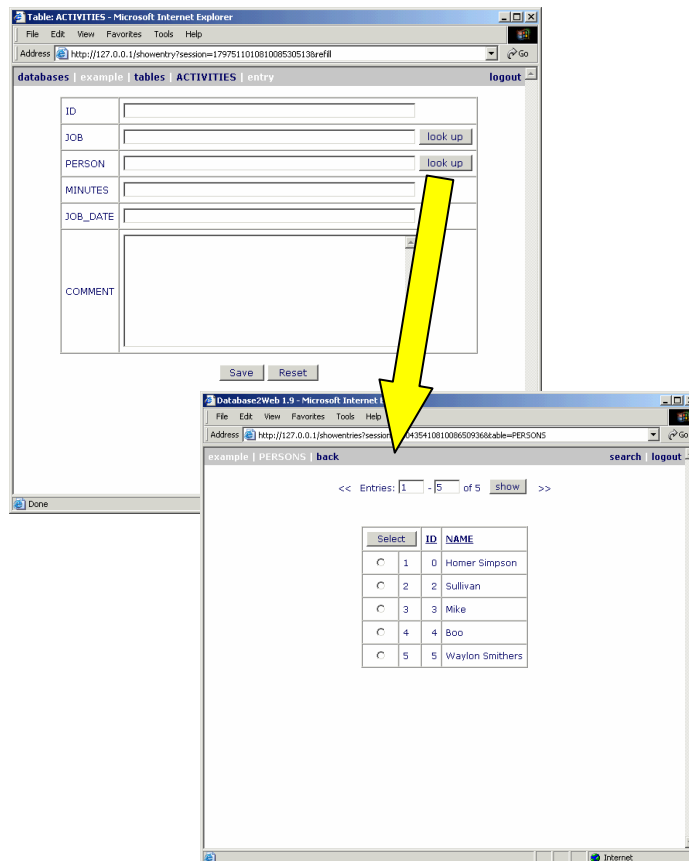 Table: ACTIVITIES - Microsoft Internet Explorer
File Edit View Favorites Tools Help
Address http://127.0.0.1/showentry?session=1797511010810085305138&refill Go
databases | example | tables | ACTIVITIES | entry logout
ID
JOB look up
PERSON look up
MINUTES
JOB_DATE
COMMENT
Save Reset
Done
Database2Web 1.9 - Microsoft Internet
File Edit View Favorites Tools Help
Address http://127.0.0.1/showentries?session Go
example | PERSONS | back search | logout
<< Entries: 1 - 5 of 5 show >>
Select ID NAME
1 0 Homer Simpson
2 2 Sullivan
3 3 Mike
4 4 Boo
5 5 Waylon Smithers
Internet